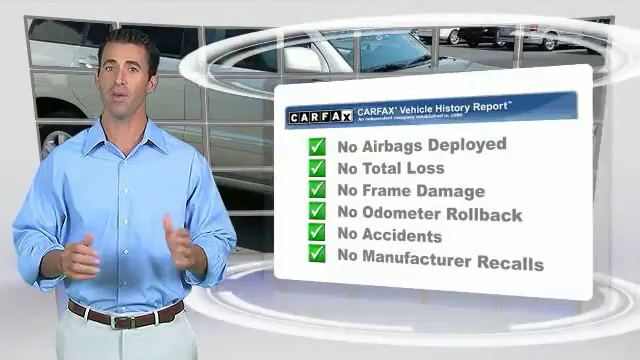 CARFAX
CARFAX® Vehicle History Report™
An independent company established in 1986
No Airbags Deployed
No Total Loss
No Frame Damage
No Odometer Rollback
No Accidents
No Manufacturer Recalls